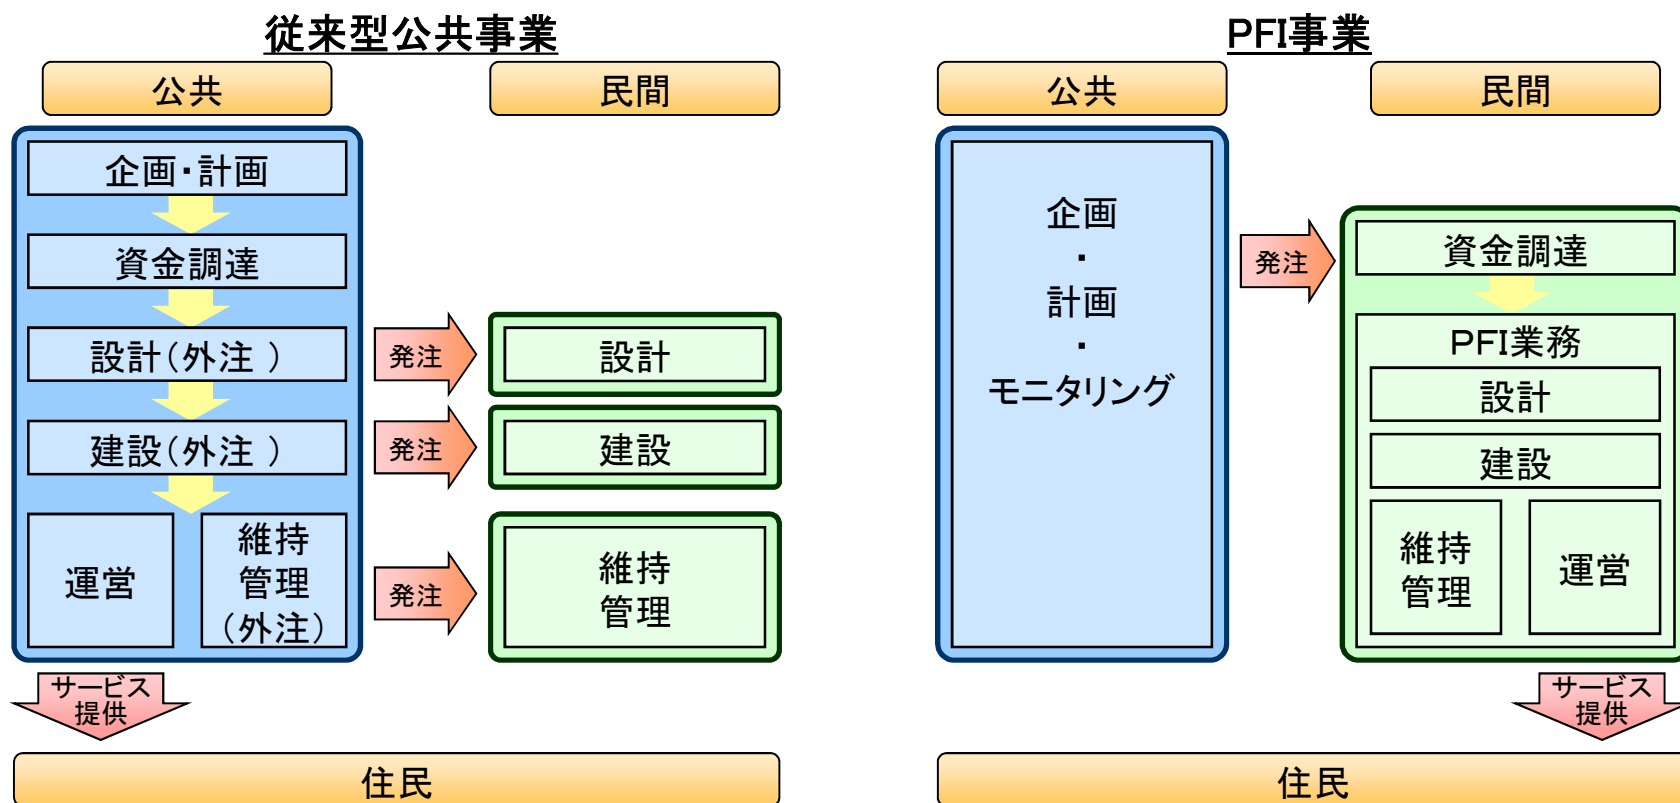 従来型公共事業
公共
民間
企画・計画
資金調達
設計(外注 )
発注
設計
建設(外注 )
発注
建設
運営
維持
管理
(外注)
発注
維持
管理
サービス
提供
住民
PFI事業
公共
民間
企画
・
計画
・
モニタリング
発注
資金調達
PFI業務
設計
建設
維持
管理
運営
サービス
提供
住民